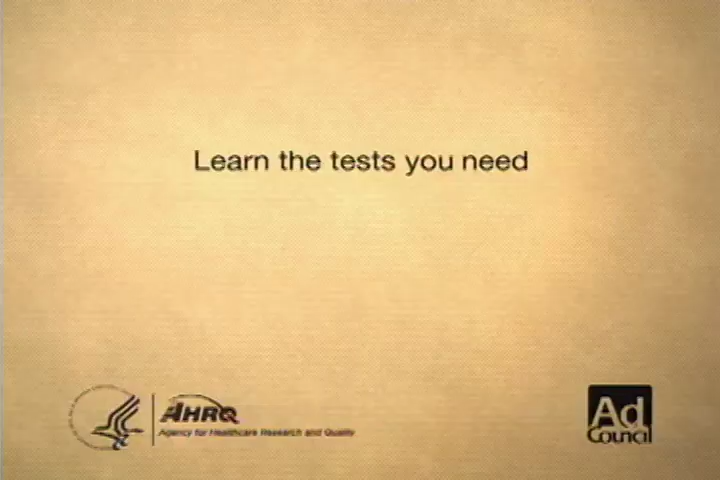 Learn the tests you need
AHRQ
Agency for Healthcare Research and Quality
Ad
Council